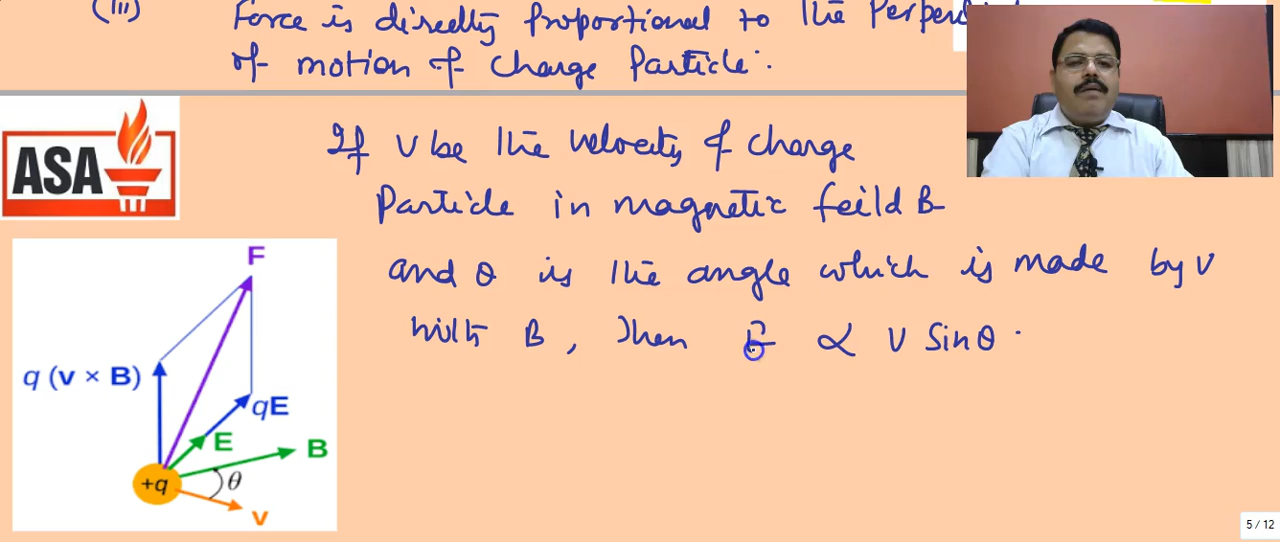 (iii) Force is directly proportional to the Perpen
of motion of charge Particle.
ASA
If v be the velocity of charge
Particle in magnetic feild B
and θ is the angle which is made by v
with B, then F ∝ v Sinθ.
F
q (v × B)
qE
E
B
+q
θ
v
5 / 12